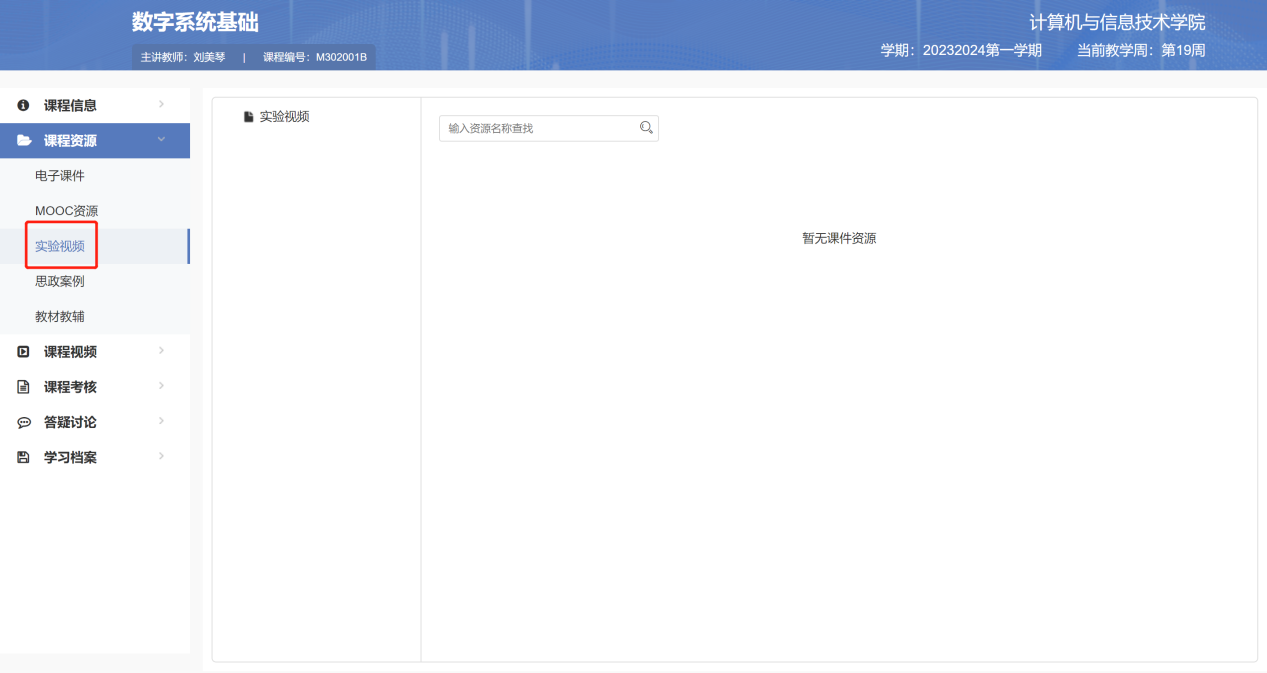 数字系统基础
计算机与信息技术学院
主讲教师：刘美琴 | 课程编号：M302001B
学期：20232024第一学期 当前教学周：第19周
课程信息
课程资源
电子课件
MOOC资源
实验视频
思政案例
教材教辅
课程视频
课程考核
答疑讨论
学习档案
实验视频
输入资源名称查找
暂无课件资源